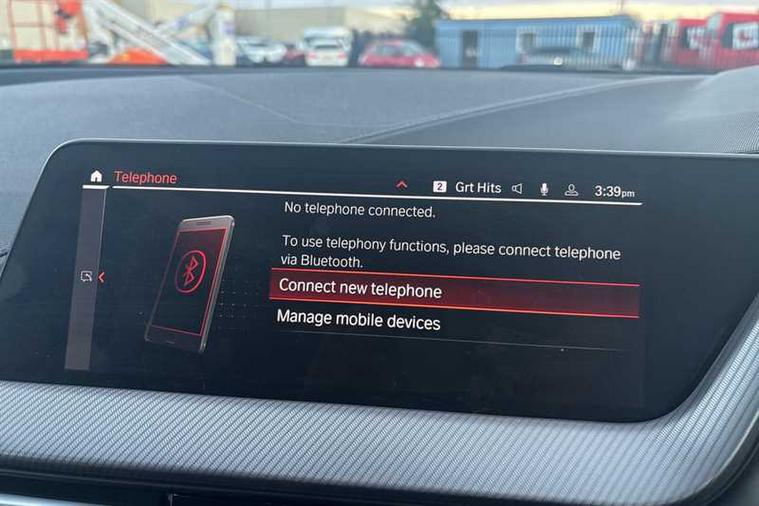 Telephone
2 Grt Hits 3:39pm
No telephone connected.
To use telephony functions, please connect telephone
via Bluetooth.
Connect new telephone
Manage mobile devices